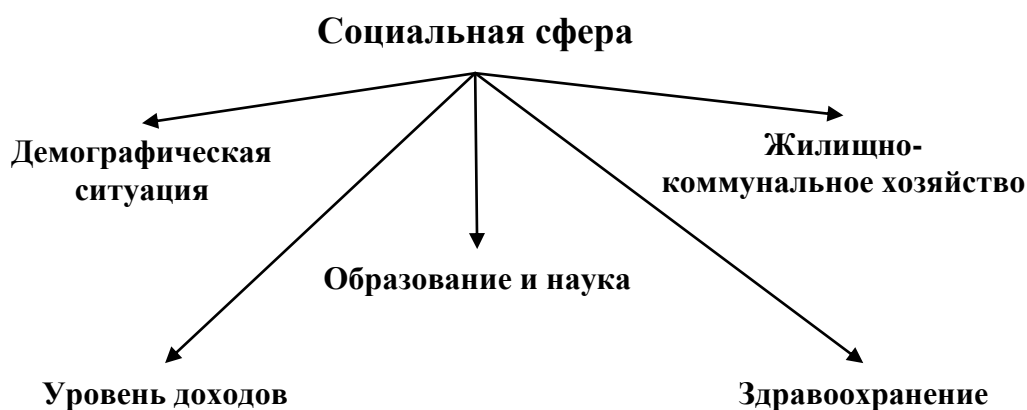 Социальная сфера
Демографическая
ситуация
Жилищно-
коммунальное хозяйство
Образование и наука
Уровень доходов
Здравоохранение